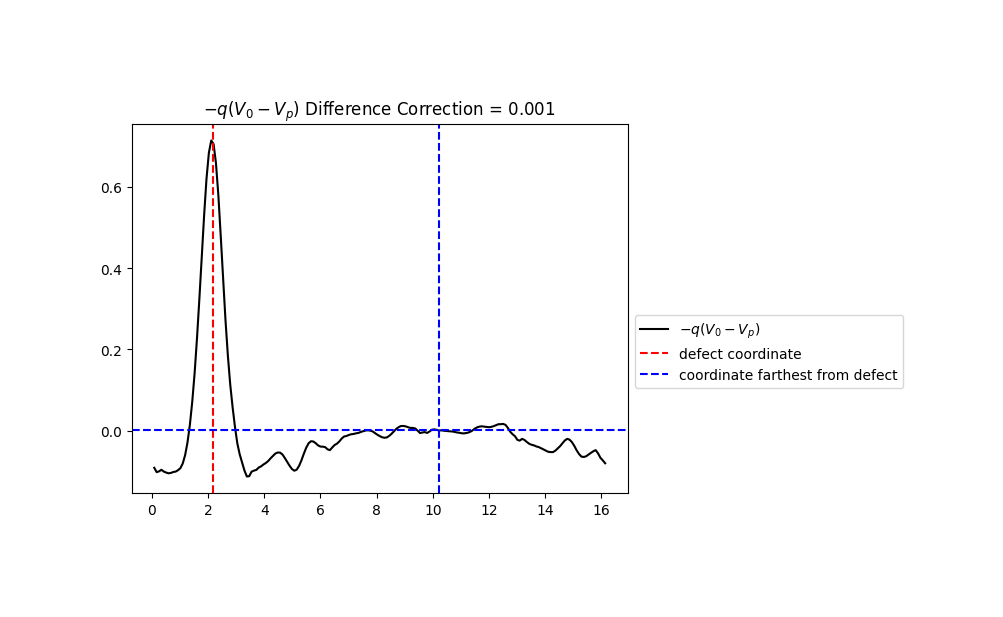 −q(V₀ − Vₚ) Difference Correction = 0.001
0.6
0.4
0.2
0.0
0 2 4 6 8 10 12 14 16
−q(V₀ − Vₚ)
defect coordinate
coordinate farthest from defect